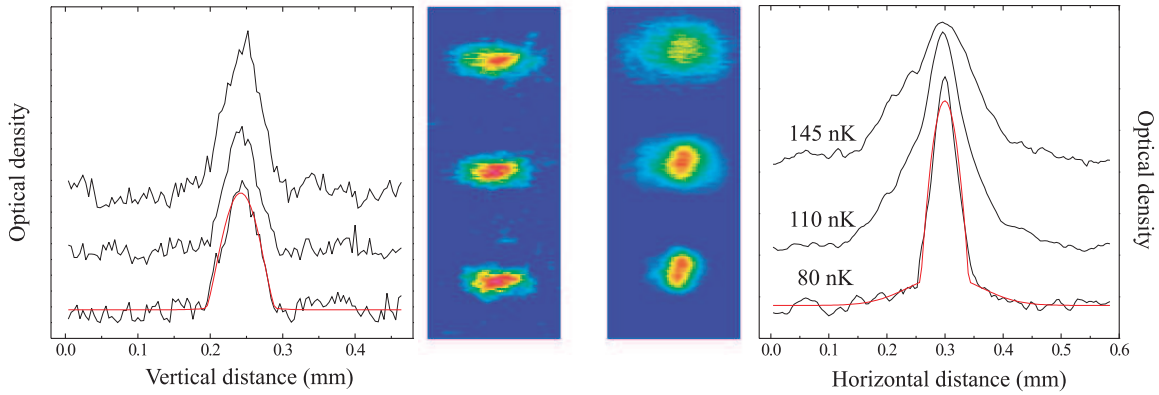 Optical density
0.0 0.1 0.2 0.3 0.4
Vertical distance (mm)
145 nK
110 nK
80 nK
0.0 0.1 0.2 0.3 0.4 0.5 0.6
Horizontal distance (mm)
Optical density